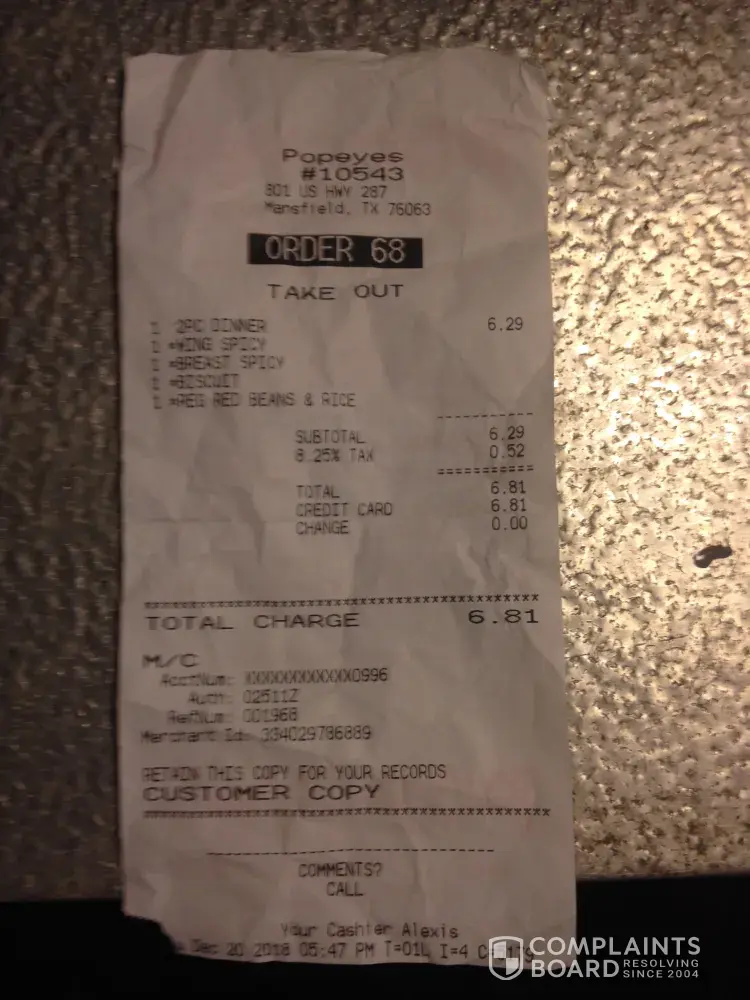 Popeyes
#10543
801 US HWY 287
Mansfield, TX 76063
ORDER 68
TAKE OUT
1 2PC DINNER 6.29
1 *WING SPICY
1 *BREAST SPICY
1 *BISCUIT
1 *REG RED BEANS & RICE
SUBTOTAL 6.29
8.25% TAX 0.52
TOTAL 6.81
CREDIT CARD 6.81
CHANGE 0.00
TOTAL CHARGE 6.81
M/C
AcctNum: XXXXXXXXXXXX0996
Auth: 02511Z
RefNum: 001968
Merchant Id: 334029786889
RETAIN THIS COPY FOR YOUR RECORDS
CUSTOMER COPY
COMMENTS?
CALL
Your Cashier Alexis
Dec 20 2018 05:47 PM T=01L I=4
COMPLAINTS
BOARD RESOLVING
SINCE 2004